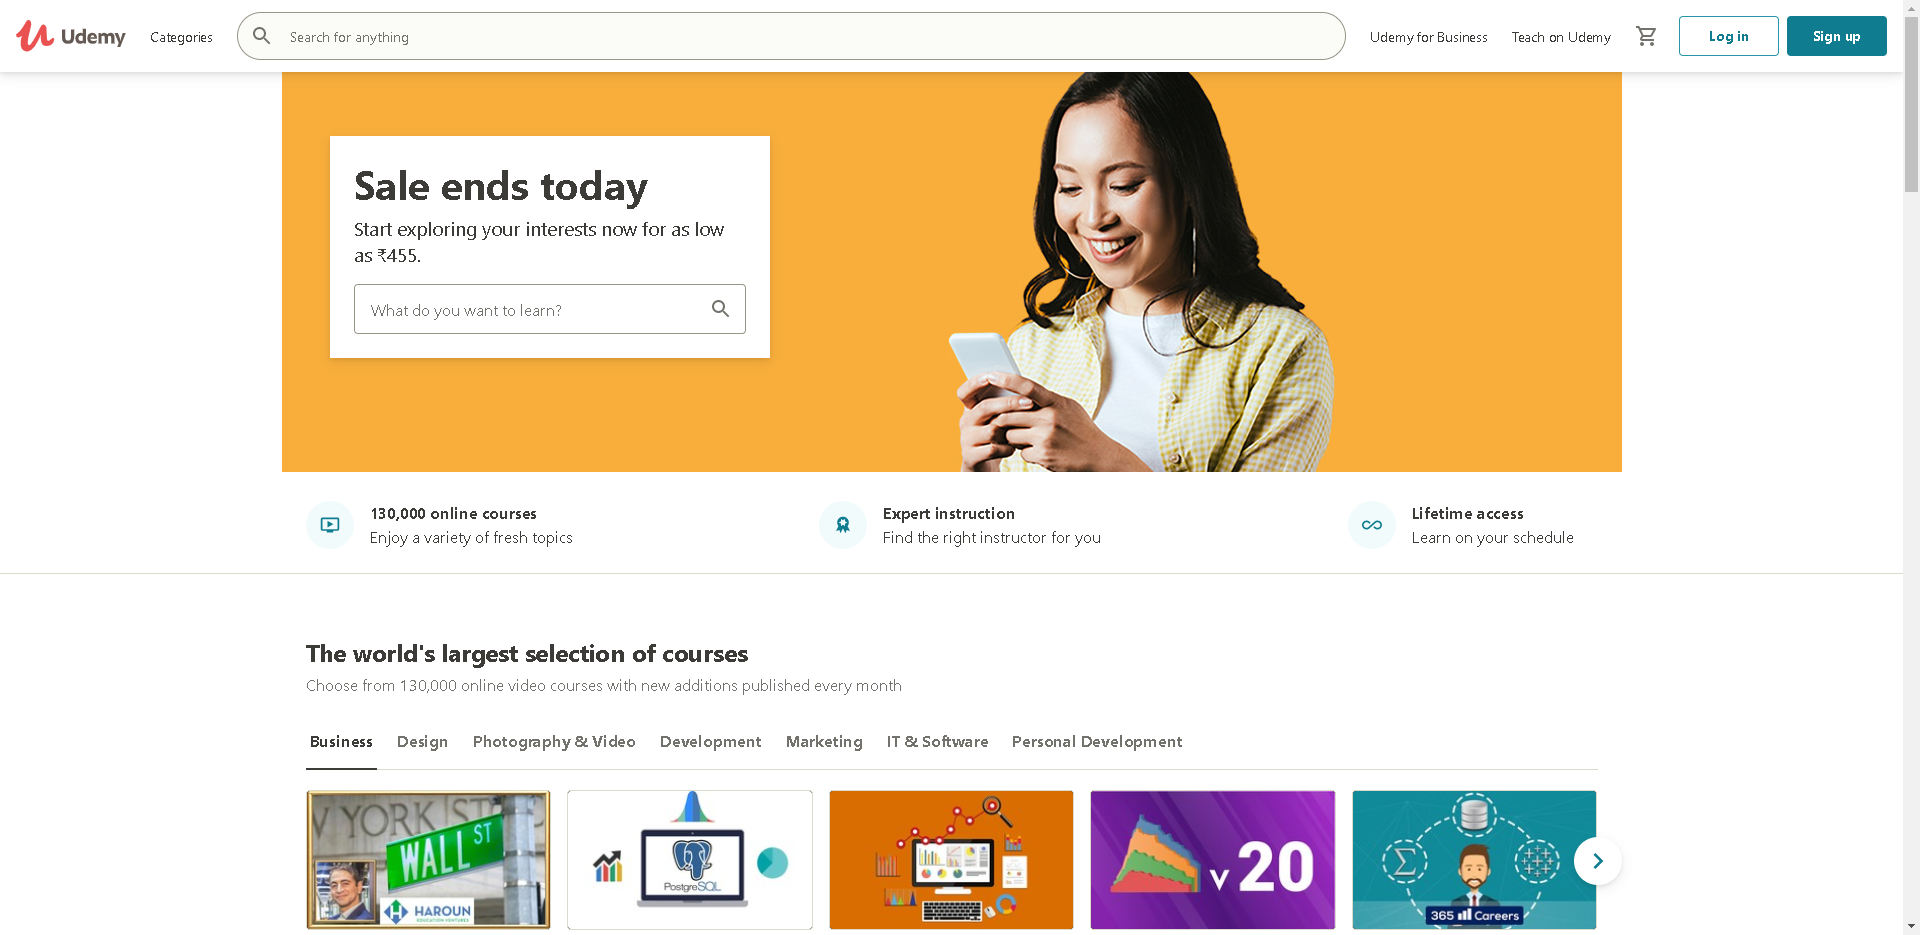 Udemy
Categories
Search for anything
Udemy for Business
Teach on Udemy
Log in
Sign up
Sale ends today
Start exploring your interests now for as low
as ₹455.
What do you want to learn?
130,000 online courses
Enjoy a variety of fresh topics
Expert instruction
Find the right instructor for you
Lifetime access
Learn on your schedule
The world's largest selection of courses
Choose from 130,000 online video courses with new additions published every month
Business
Design
Photography & Video
Development
Marketing
IT & Software
Personal Development
YORK ST
WALL ST
HAROUN
EDUCATION VENTURES
PostgreSQL
v 20
Σ
365 Careers